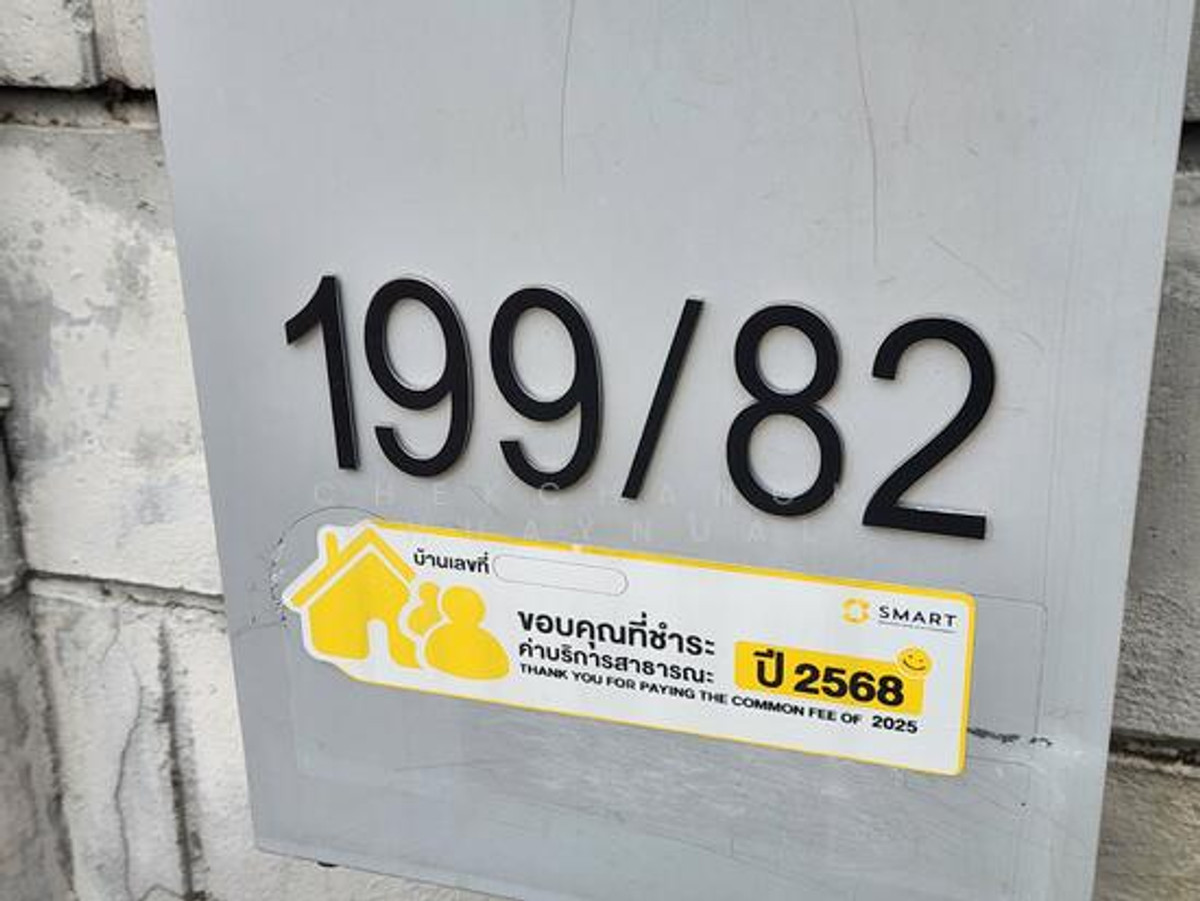 199/82
บ้านเลขที่
SMART
ขอบคุณที่ชำระ
ค่าบริการสาธารณะ
ปี 2568
THANK YOU FOR PAYING THE COMMON FEE OF 2025